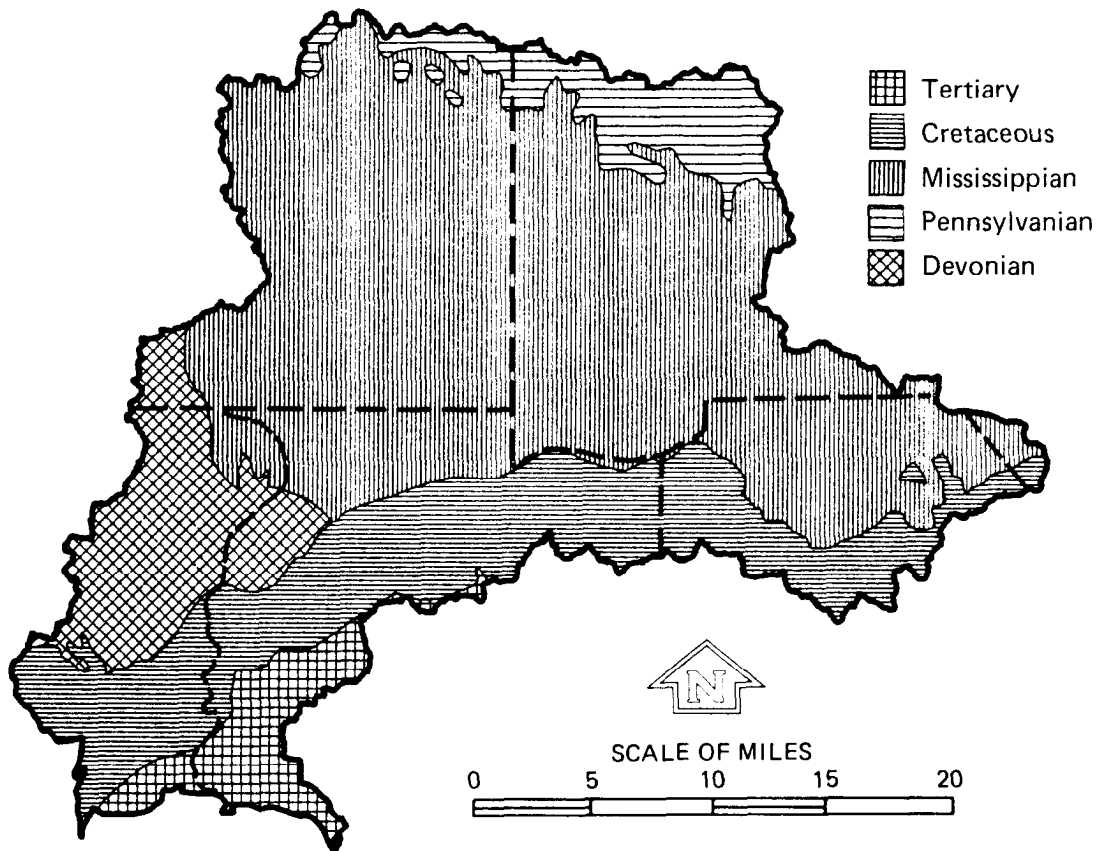 Tertiary
Cretaceous
Mississippian
Pennsylvanian
Devonian
N
SCALE OF MILES
0 5 10 15 20